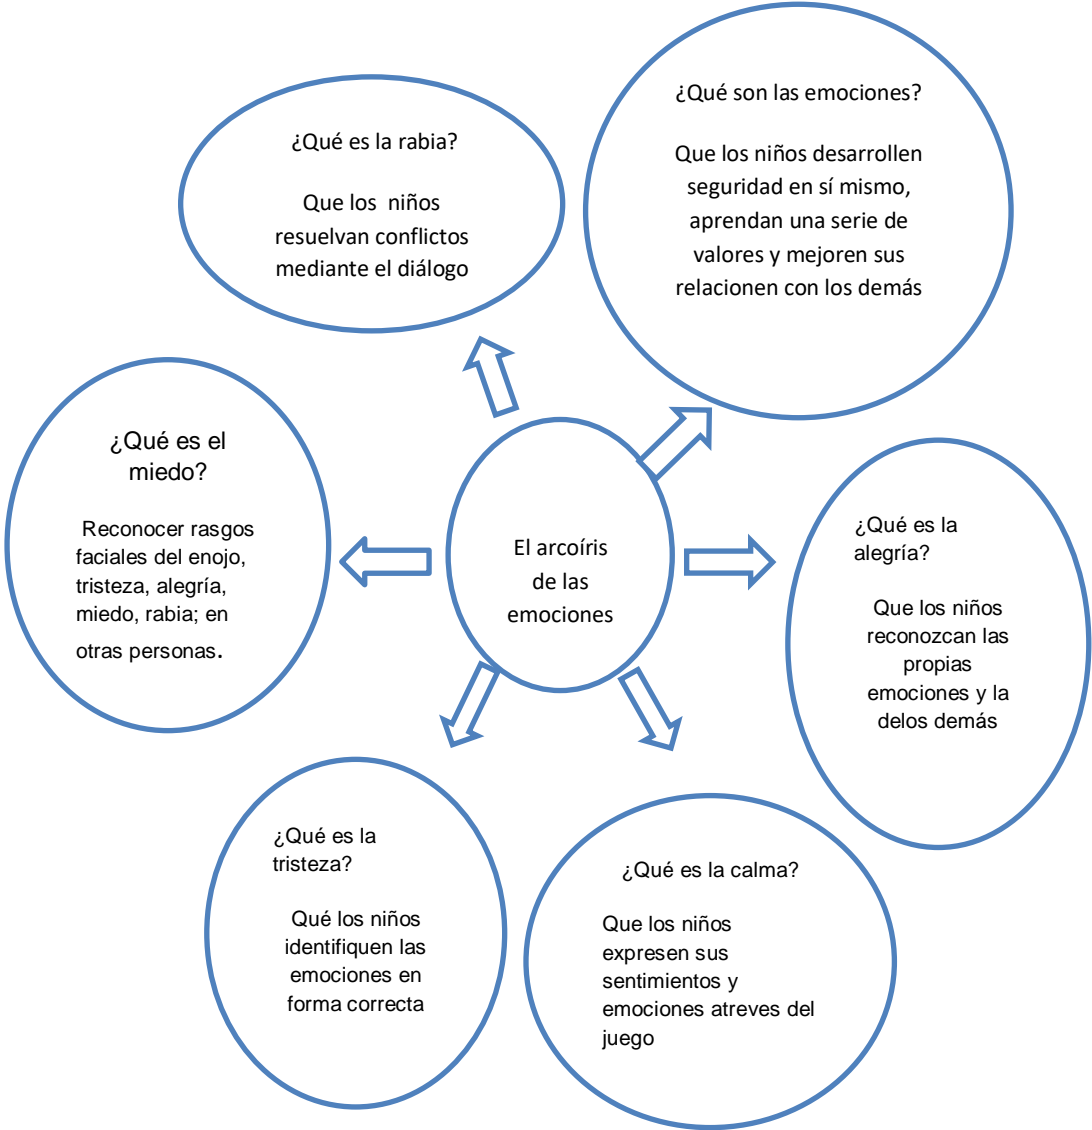 ¿Qué son las emociones?
Que los niños desarrollen
seguridad en sí mismo,
aprendan una serie de
valores y mejoren sus
relacionen con los demás
¿Qué es la rabia?
Que los niños
resuelvan conflictos
mediante el diálogo
¿Qué es el
miedo?
Reconocer rasgos
faciales del enojo,
tristeza, alegría,
miedo, rabia; en
otras personas.
El arcoíris
de las
emociones
¿Qué es la
alegría?
Que los niños
reconozcan las
propias
emociones y la
delos demás
¿Qué es la
tristeza?
Qué los niños
identifiquen las
emociones en
forma correcta
¿Qué es la calma?
Que los niños
expresen sus
sentimientos y
emociones atreves del
juego